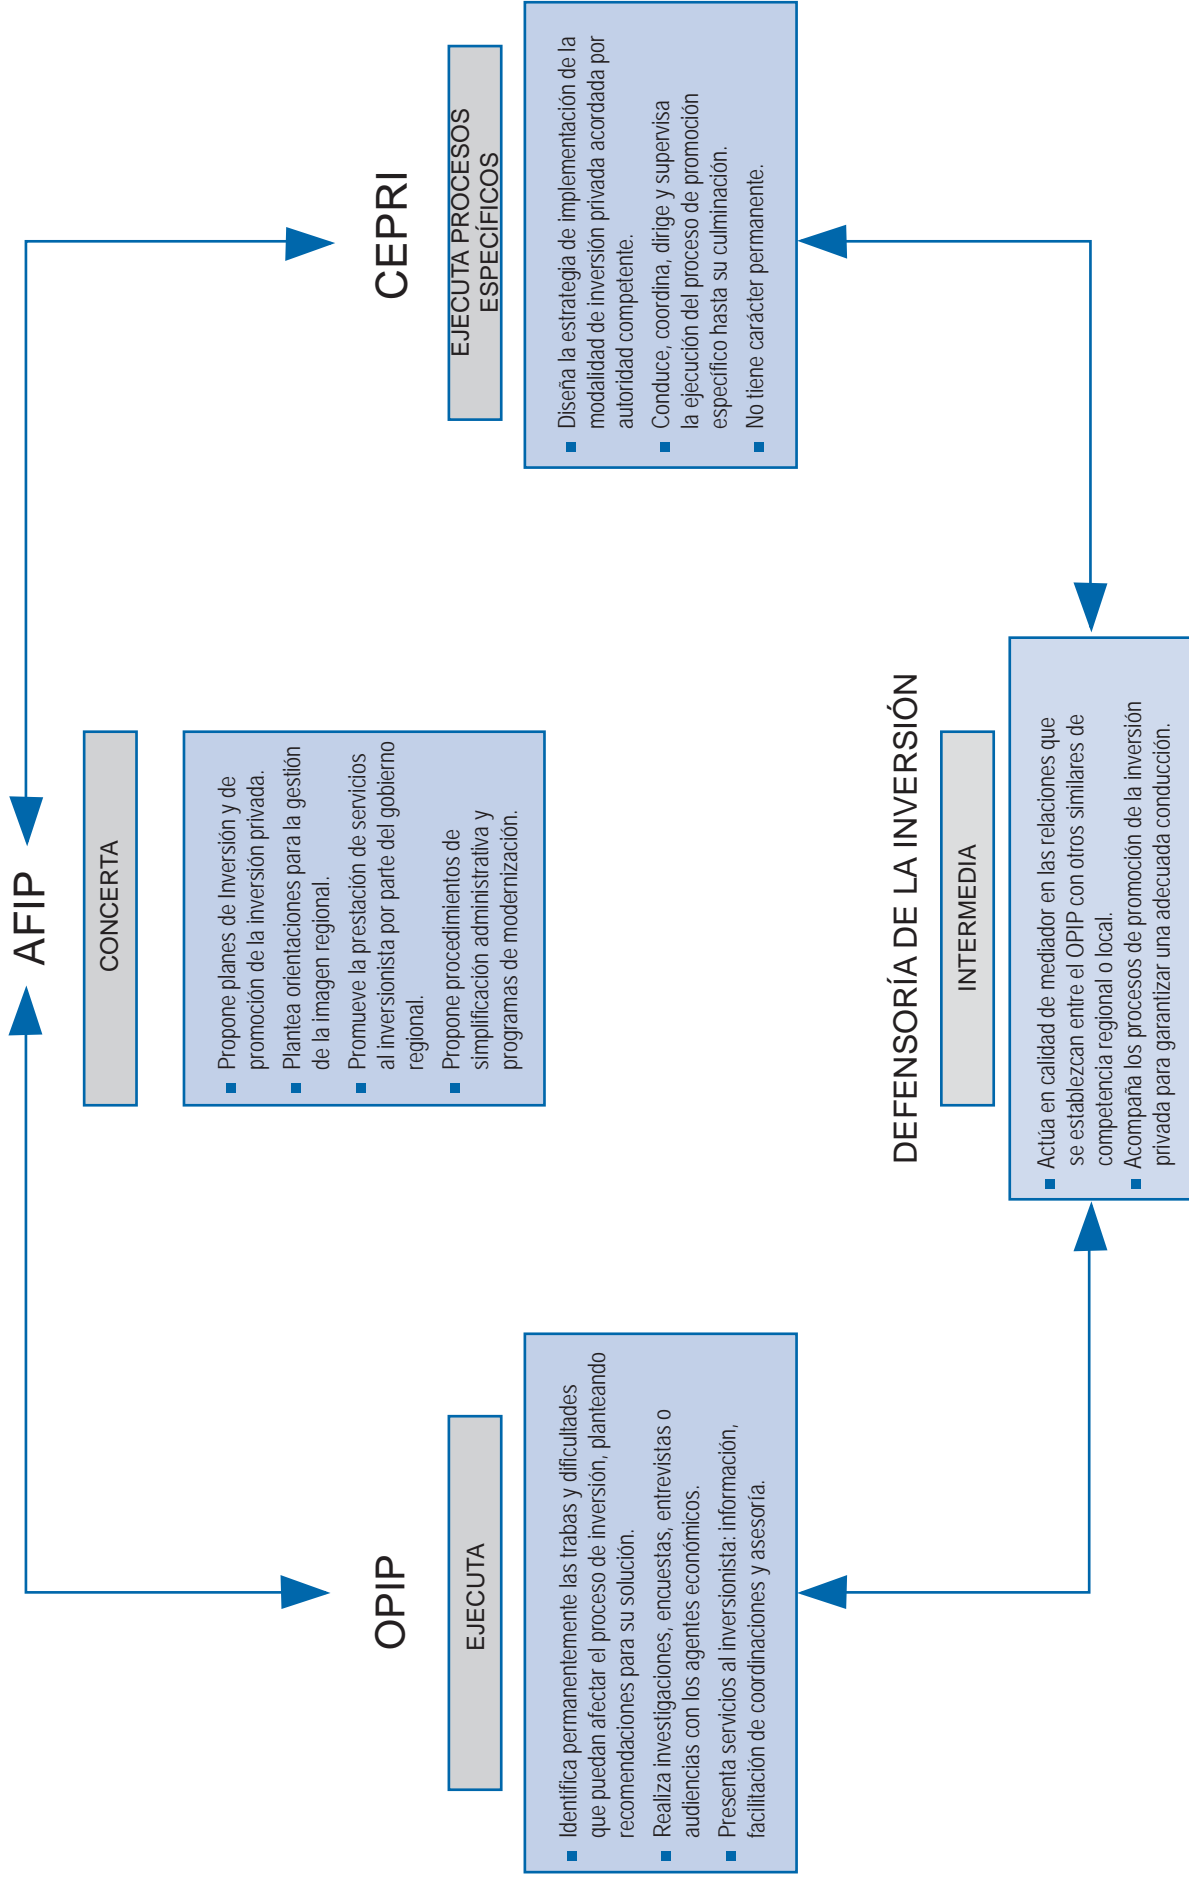 AFIP
CONCERTA
Propone planes de Inversión y de
promoción de la inversión privada.
Plantea orientaciones para la gestión
de la imagen regional.
Promueve la prestación de servicios
al inversionista por parte del gobierno
regional.
Propone procedimientos de
simplificación administrativa y
programas de modernización.
OPIP
EJECUTA
Identifica permanentemente las trabas y dificultades
que puedan afectar el proceso de inversión, planteando
recomendaciones para su solución.
Realiza investigaciones, encuestas, entrevistas o
audiencias con los agentes económicos.
Presenta servicios al inversionista: información,
facilitación de coordinaciones y asesoría.
CEPRI
EJECUTA PROCESOS
ESPECÍFICOS
Diseña la estrategia de implementación de la
modalidad de inversión privada acordada por
autoridad competente.
Conduce, coordina, dirige y supervisa
la ejecución del proceso de promoción
específico hasta su culminación.
No tiene carácter permanente.
DEFENSORÍA DE LA INVERSIÓN
INTERMEDIA
Actúa en calidad de mediador en las relaciones que
se establezcan entre el OPIP con otros similares de
competencia regional o local.
Acompaña los procesos de promoción de la inversión
privada para garantizar una adecuada conducción.